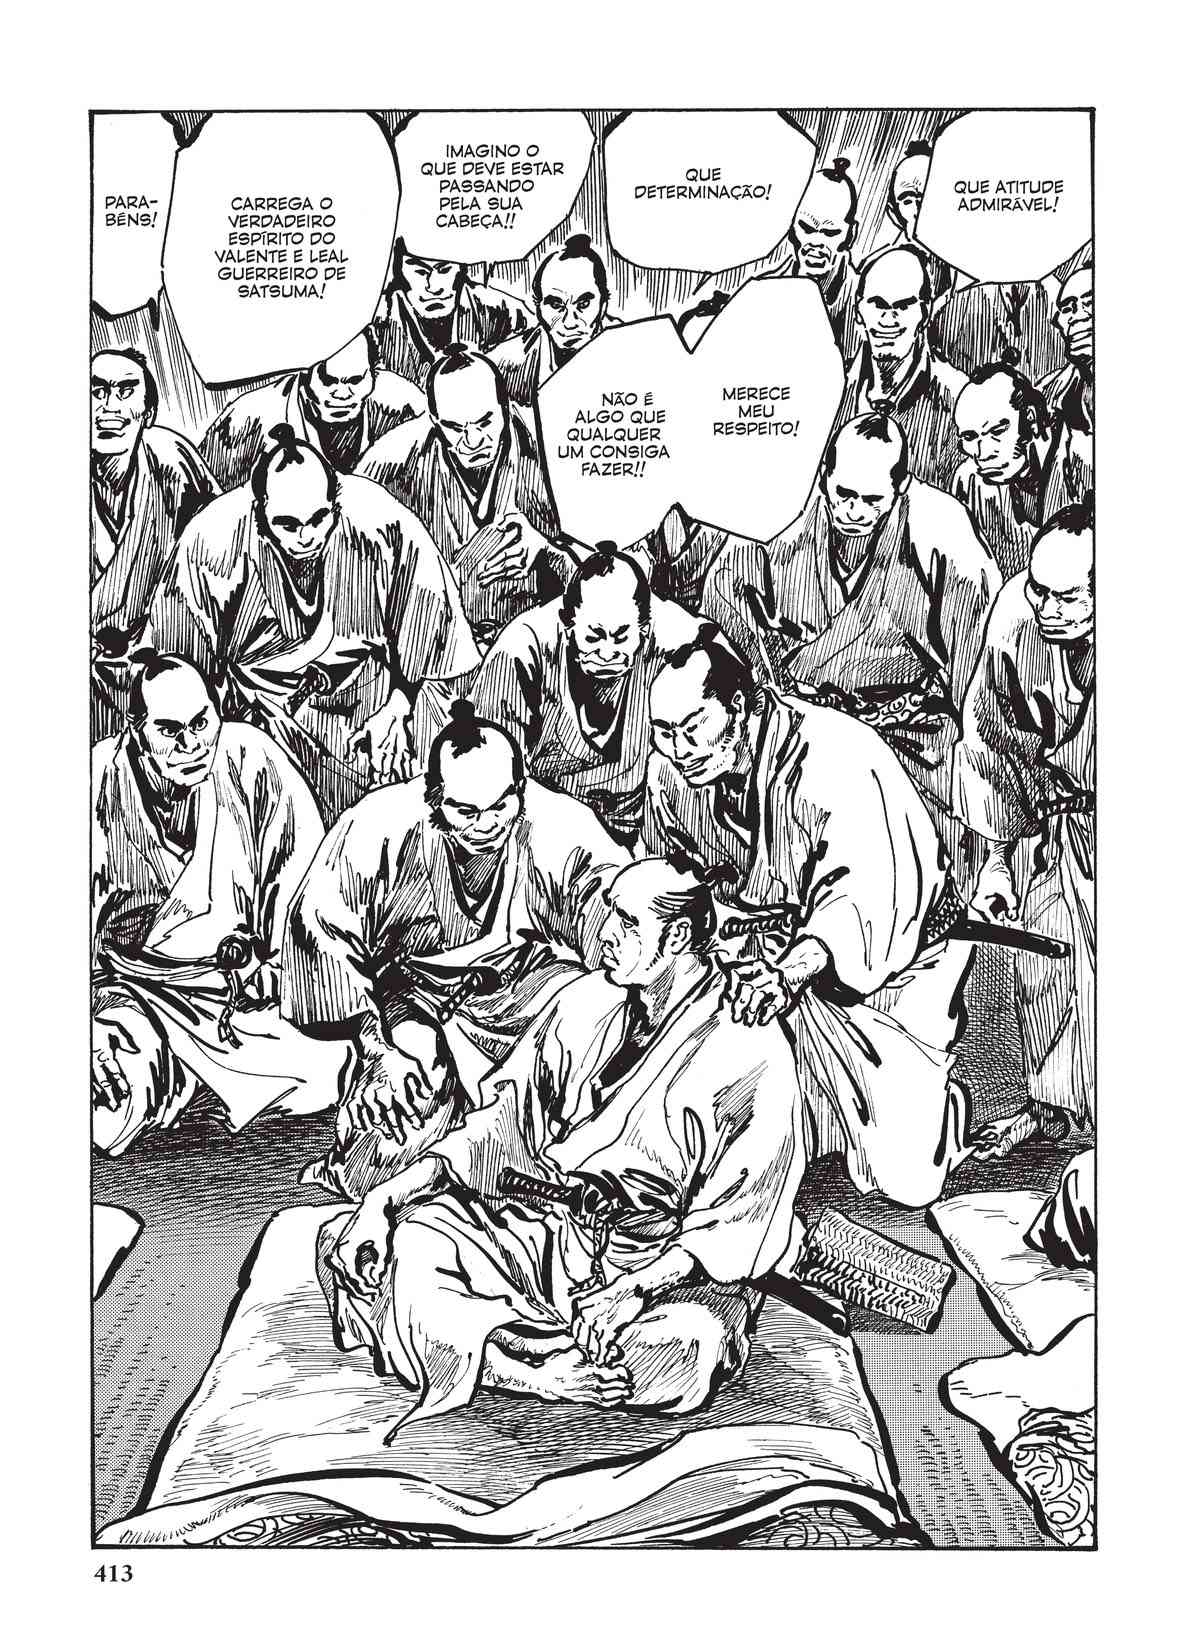 QUE ATITUDE
ADMIRÁVEL!
QUE
DETERMINAÇÃO!
IMAGINO O
QUE DEVE ESTAR
PASSANDO
PELA SUA
CABEÇA!!
CARREGA O
VERDADEIRO
ESPÍRITO DO
VALENTE E LEAL
GUERREIRO DE
SATSUMA!
PARA-
BÉNS!
MERECE
MEU
RESPEITO!
NÃO É
ALGO QUE
QUALQUER
UM CONSIGA
FAZER!!
413